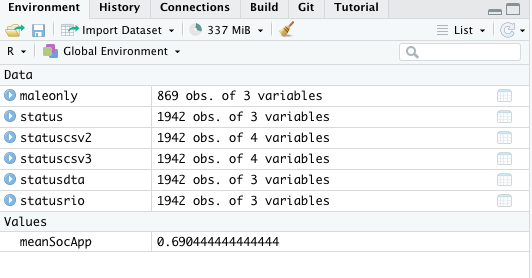 Environment History Connections Build Git Tutorial
Import Dataset 337 MiB List
R Global Environment
Data
maleonly 869 obs. of 3 variables
status 1942 obs. of 3 variables
statuscsv2 1942 obs. of 4 variables
statuscsv3 1942 obs. of 4 variables
statusdta 1942 obs. of 3 variables
statusrio 1942 obs. of 3 variables
Values
meanSocApp 0.690444444444444